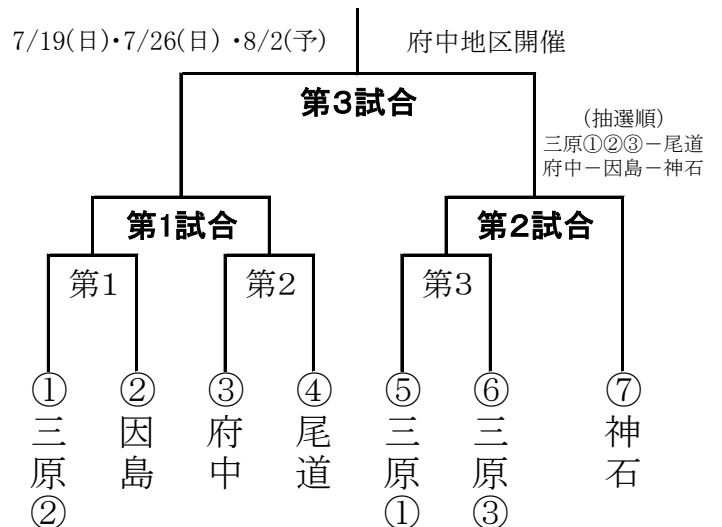 7/19(日)・7/26(日)・8/2(予)
府中地区開催
第3試合
(抽選順)
三原①②③－尾道
府中－因島－神石
第1試合
第2試合
第1
第2
第3
①三原②
②因島
③府中
④尾道
⑤三原①
⑥三原③
⑦神石